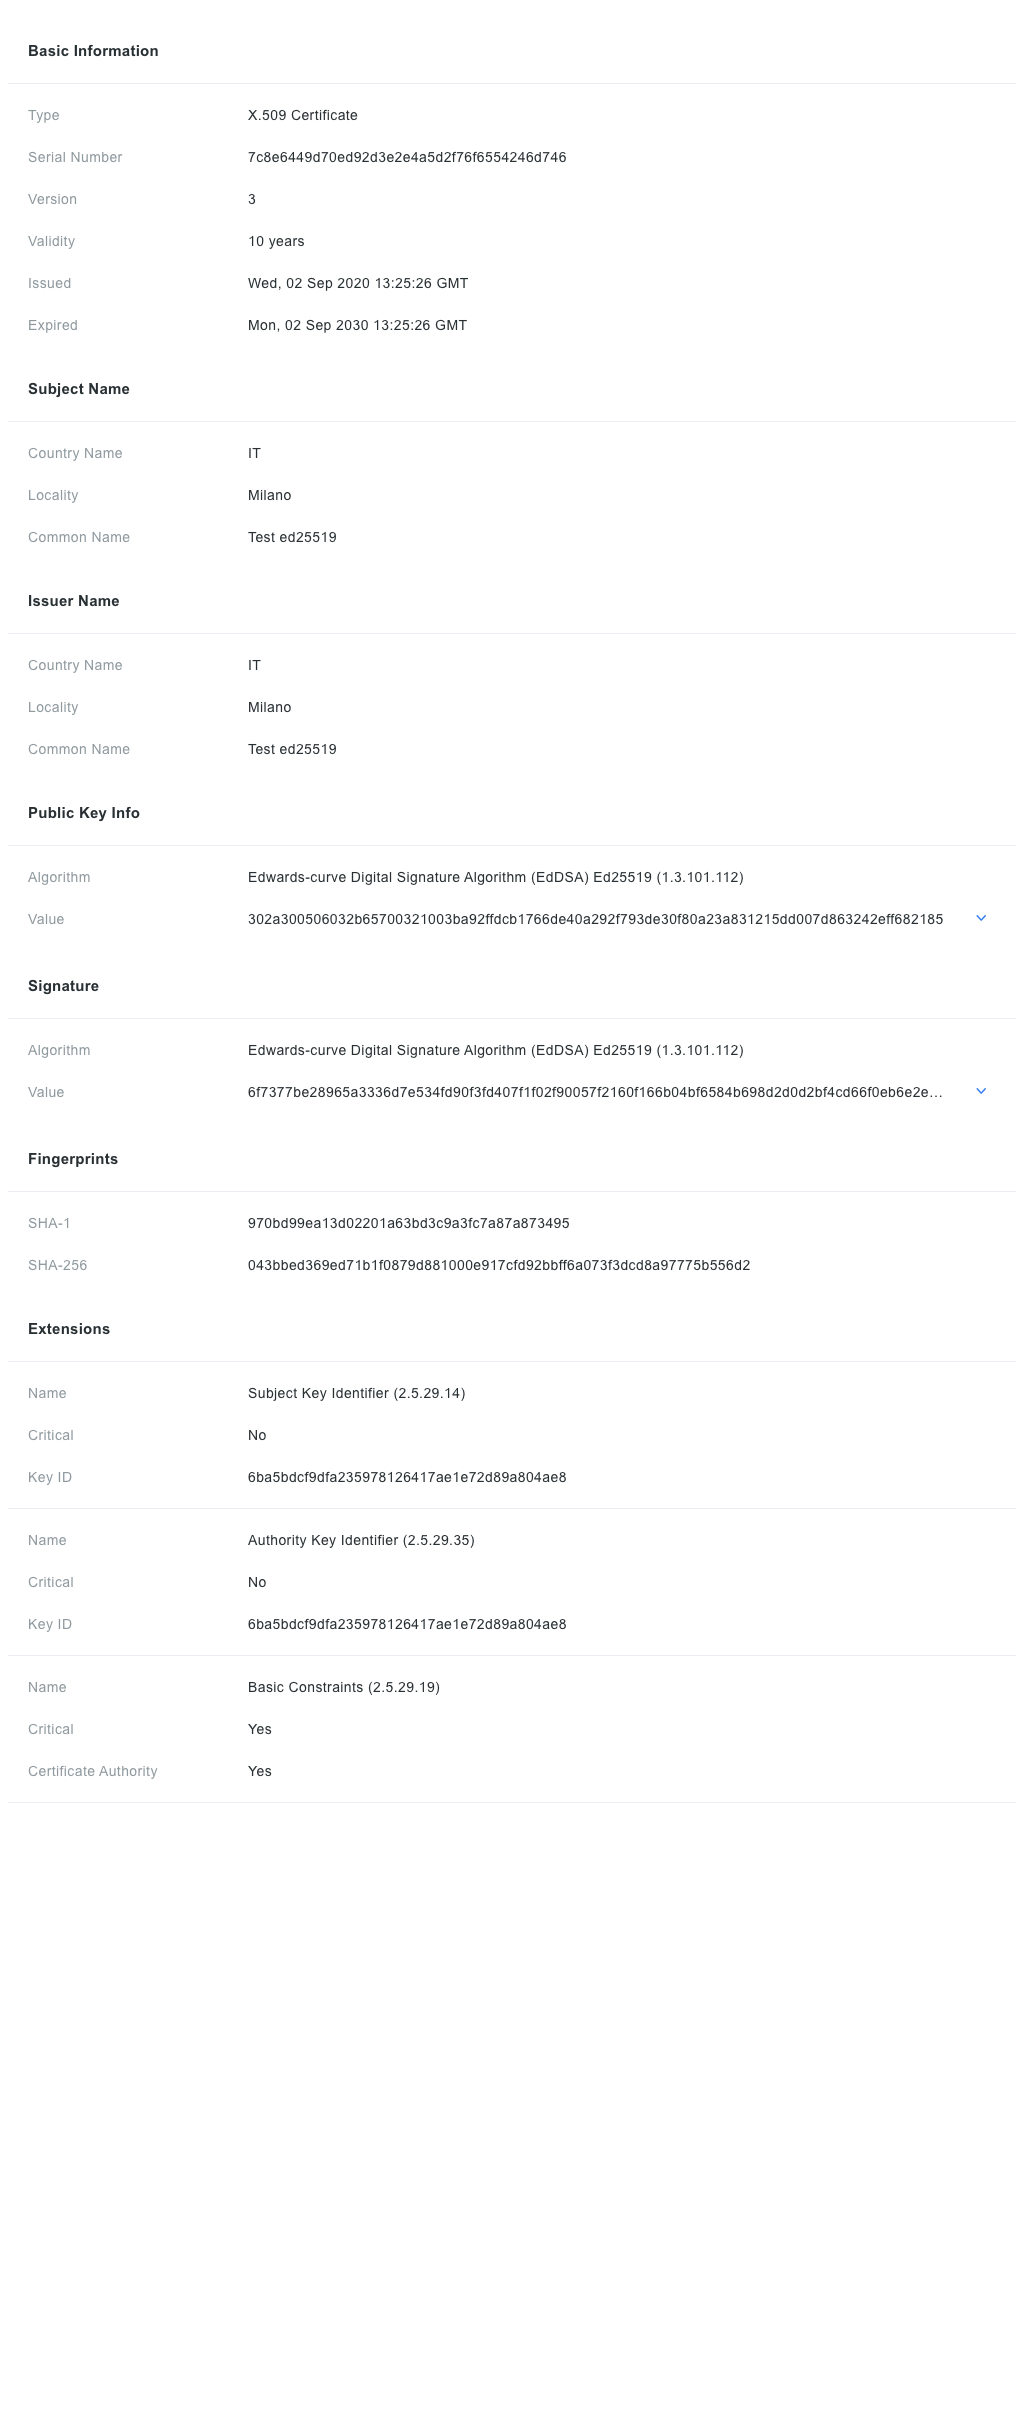 Basic Information
Type X.509 Certificate
Serial Number 7c8e6449d70ed92d3e2e4a5d2f76f6554246d746
Version 3
Validity 10 years
Issued Wed, 02 Sep 2020 13:25:26 GMT
Expired Mon, 02 Sep 2030 13:25:26 GMT
Subject Name
Country Name IT
Locality Milano
Common Name Test ed25519
Issuer Name
Country Name IT
Locality Milano
Common Name Test ed25519
Public Key Info
Algorithm Edwards-curve Digital Signature Algorithm (EdDSA) Ed25519 (1.3.101.112)
Value 302a300506032b65700321003ba92ffdcb1766de40a292f793de30f80a23a831215dd007d863242eff682185
Signature
Algorithm Edwards-curve Digital Signature Algorithm (EdDSA) Ed25519 (1.3.101.112)
Value 6f7377be28965a3336d7e534fd90f3fd407f1f02f90057f2160f166b04bf6584b698d2d0d2bf4cd66f0eb6e2e…
Fingerprints
SHA-1 970bd99ea13d02201a63bd3c9a3fc7a87a873495
SHA-256 043bbed369ed71b1f0879d881000e917cfd92bbff6a073f3dcd8a97775b556d2
Extensions
Name Subject Key Identifier (2.5.29.14)
Critical No
Key ID 6ba5bdcf9dfa235978126417ae1e72d89a804ae8
Name Authority Key Identifier (2.5.29.35)
Critical No
Key ID 6ba5bdcf9dfa235978126417ae1e72d89a804ae8
Name Basic Constraints (2.5.29.19)
Critical Yes
Certificate Authority Yes